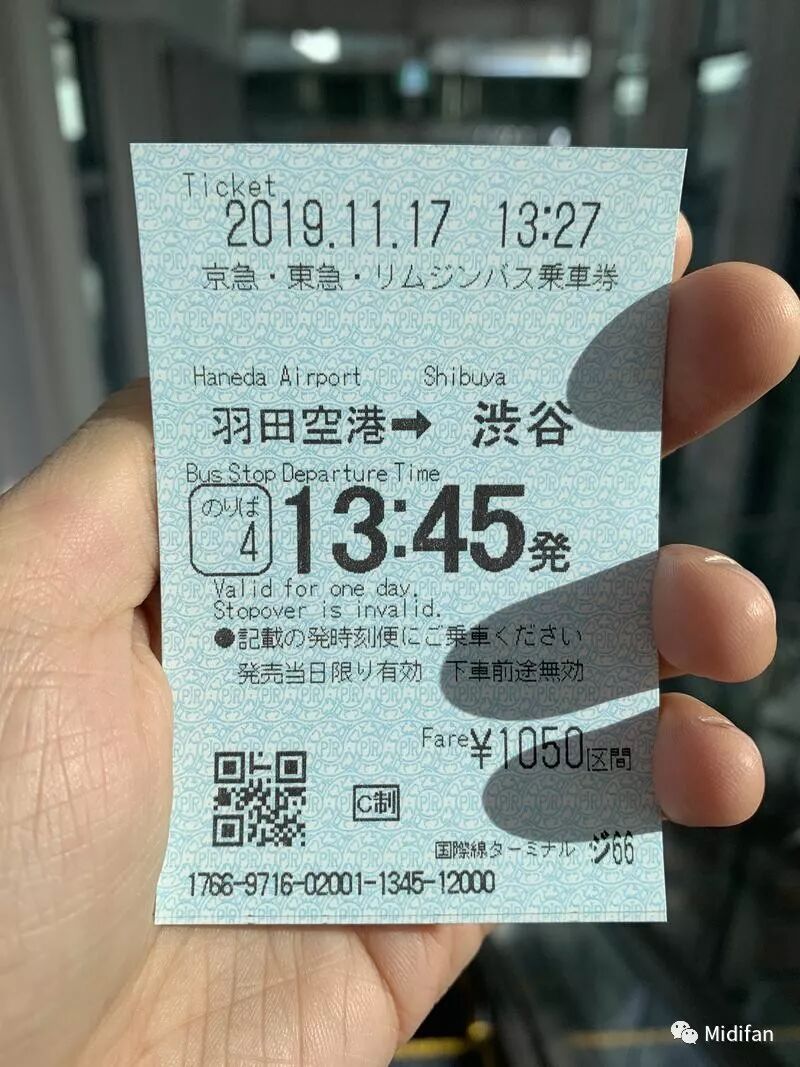 Ticket
2019.11.17 13:27
京急・東急・リムジンバス乗車券
Haneda Airport Shibuya
羽田空港➡ 渋谷
Bus Stop Departure Time
のりば
4
13:45発
Valid for one day.
Stopover is invalid.
●記載の発時刻便にご乗車ください
発売当日限り有効 下車前途無効
Fare¥1050区間
C制
国際線ターミナル ジ66
1766-9716-02001-1345-12000
Midifan